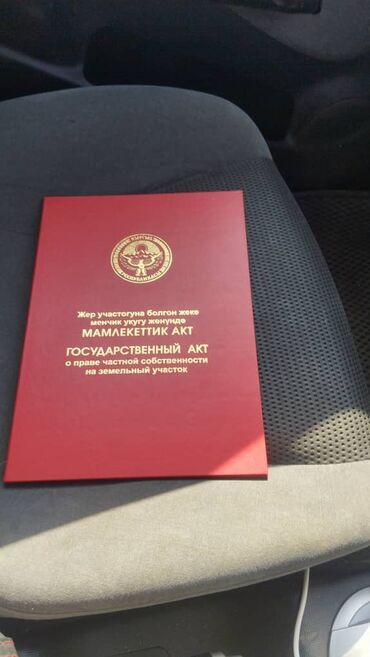 Жер участогуна болгон жеке
менчик укугу жөнүндө
МАМЛЕКЕТТИК АКТ
ГОСУДАРСТВЕННЫЙ АКТ
о праве частной собственности
на земельный участок